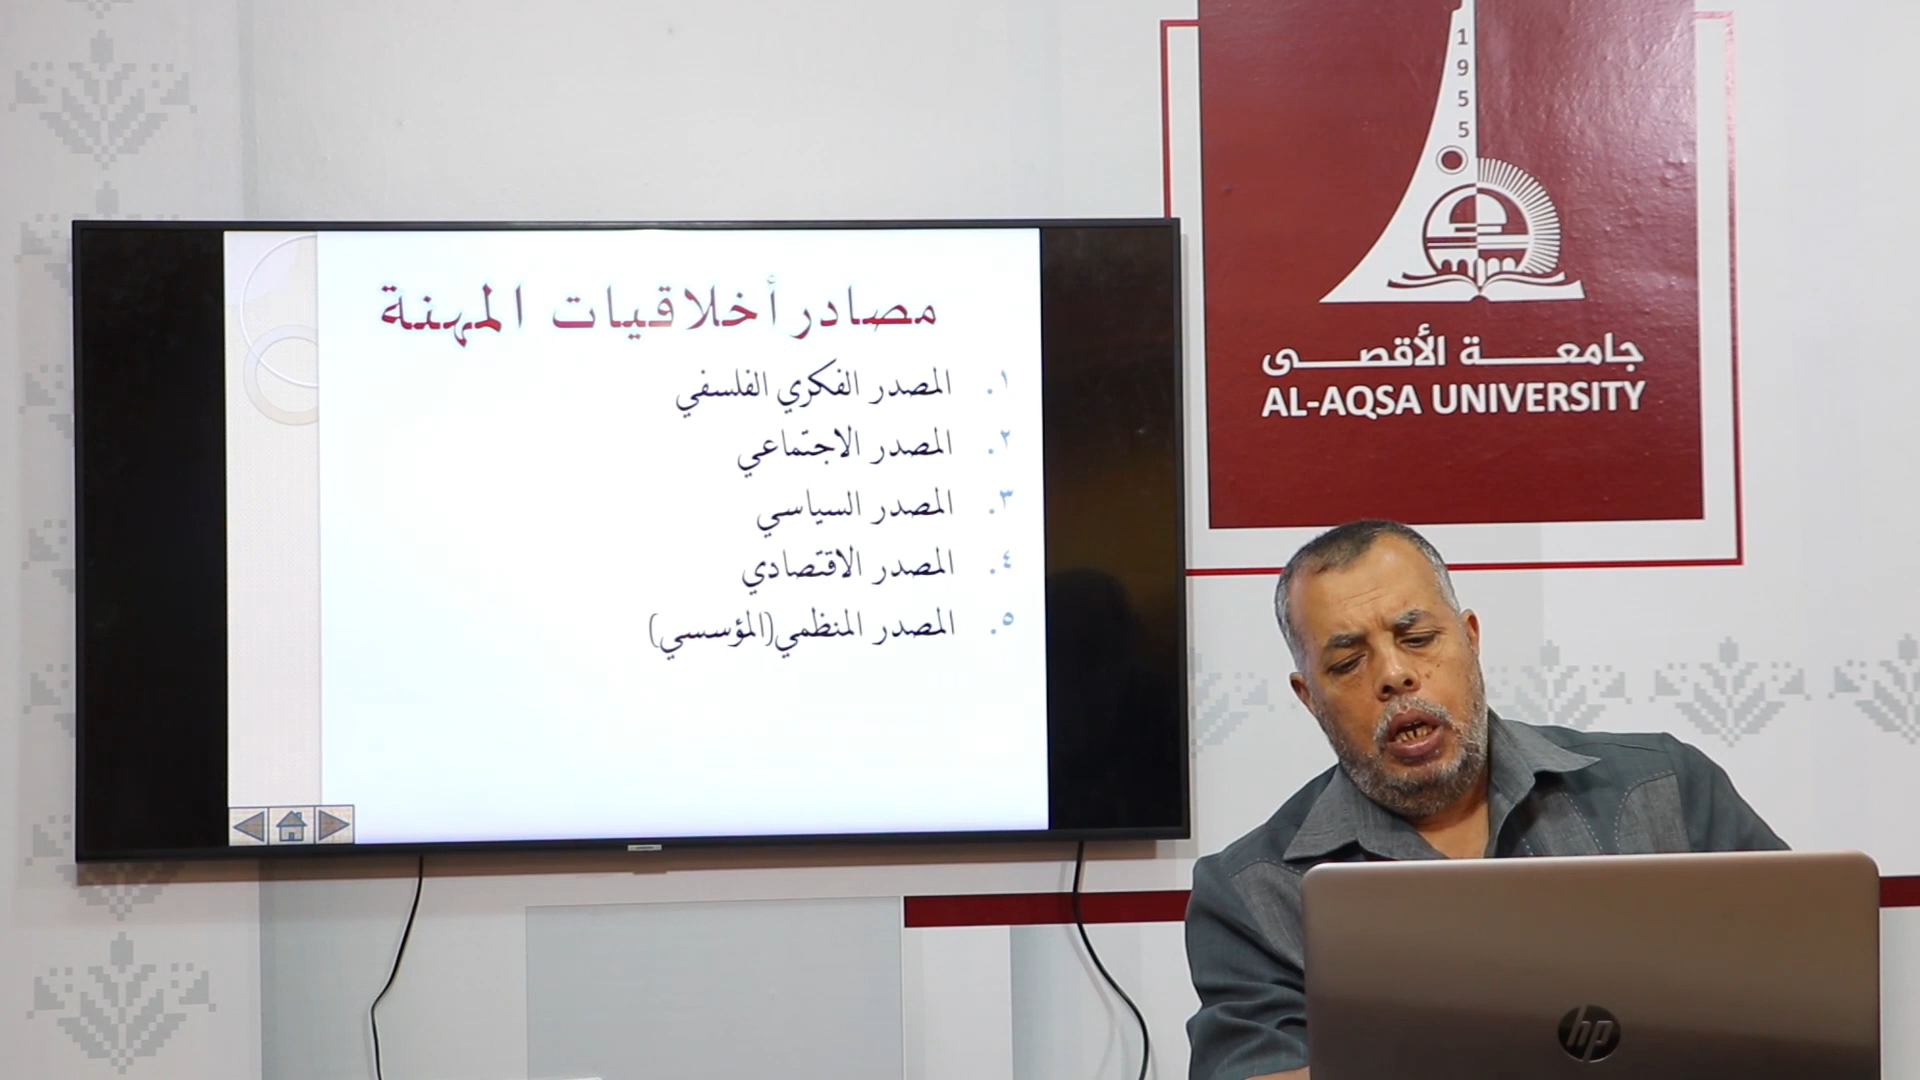 مصادر أخلاقيات المهنة
١. المصدر الفكري الفلسفي
٢. المصدر الاجتماعي
٣. المصدر السياسي
٤. المصدر الاقتصادي
٥. المصدر المنظمي(المؤسسي)
1955
جامعة الأقصى
AL-AQSA UNIVERSITY
hp